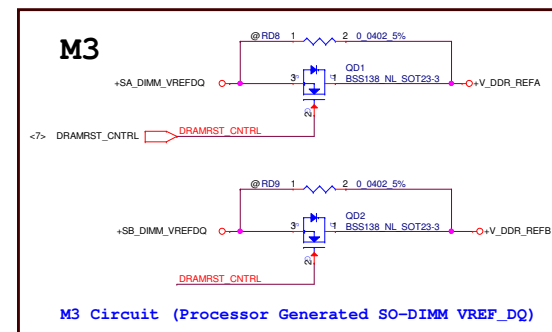 M3
@ RD8 1 2 0_0402_5%
QD1
+SA_DIMM_VREFDQ 3 1 BSS138_NL_SOT23-3 +V_DDR_REFA
2
<7> DRAMRST_CNTRL DRAMRST_CNTRL
@ RD9 1 2 0_0402_5%
QD2
+SB_DIMM_VREFDQ 3 1 BSS138_NL_SOT23-3 +V_DDR_REFB
2
DRAMRST_CNTRL
M3 Circuit (Processor Generated SO-DIMM VREF_DQ)